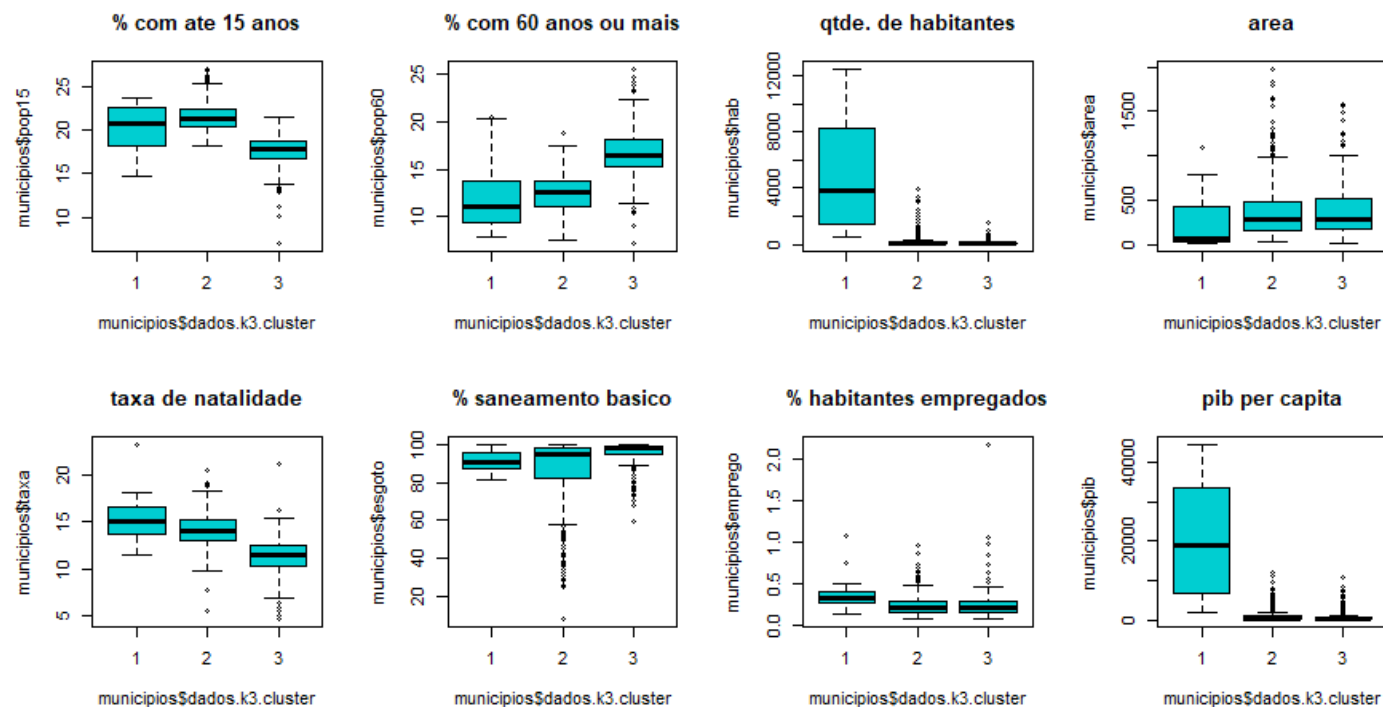 % com ate 15 anos
municipios$pop15
25
20
15
10
1 2 3
municipios$dados.k3.cluster
% com 60 anos ou mais
municipios$pop60
25
20
15
10
1 2 3
municipios$dados.k3.cluster
qtde. de habitantes
municipios$hab
12000
8000
4000
0
1 2 3
municipios$dados.k3.cluster
area
municipios$area
1500
500
0
1 2 3
municipios$dados.k3.cluster
taxa de natalidade
municipios$taxa
20
15
10
5
1 2 3
municipios$dados.k3.cluster
% saneamento basico
municipios$esgoto
100
80
60
40
20
1 2 3
municipios$dados.k3.cluster
% habitantes empregados
municipios$emprego
2.0
1.5
1.0
0.5
0.0
1 2 3
municipios$dados.k3.cluster
pib per capita
municipios$pib
40000
20000
0
1 2 3
municipios$dados.k3.cluster